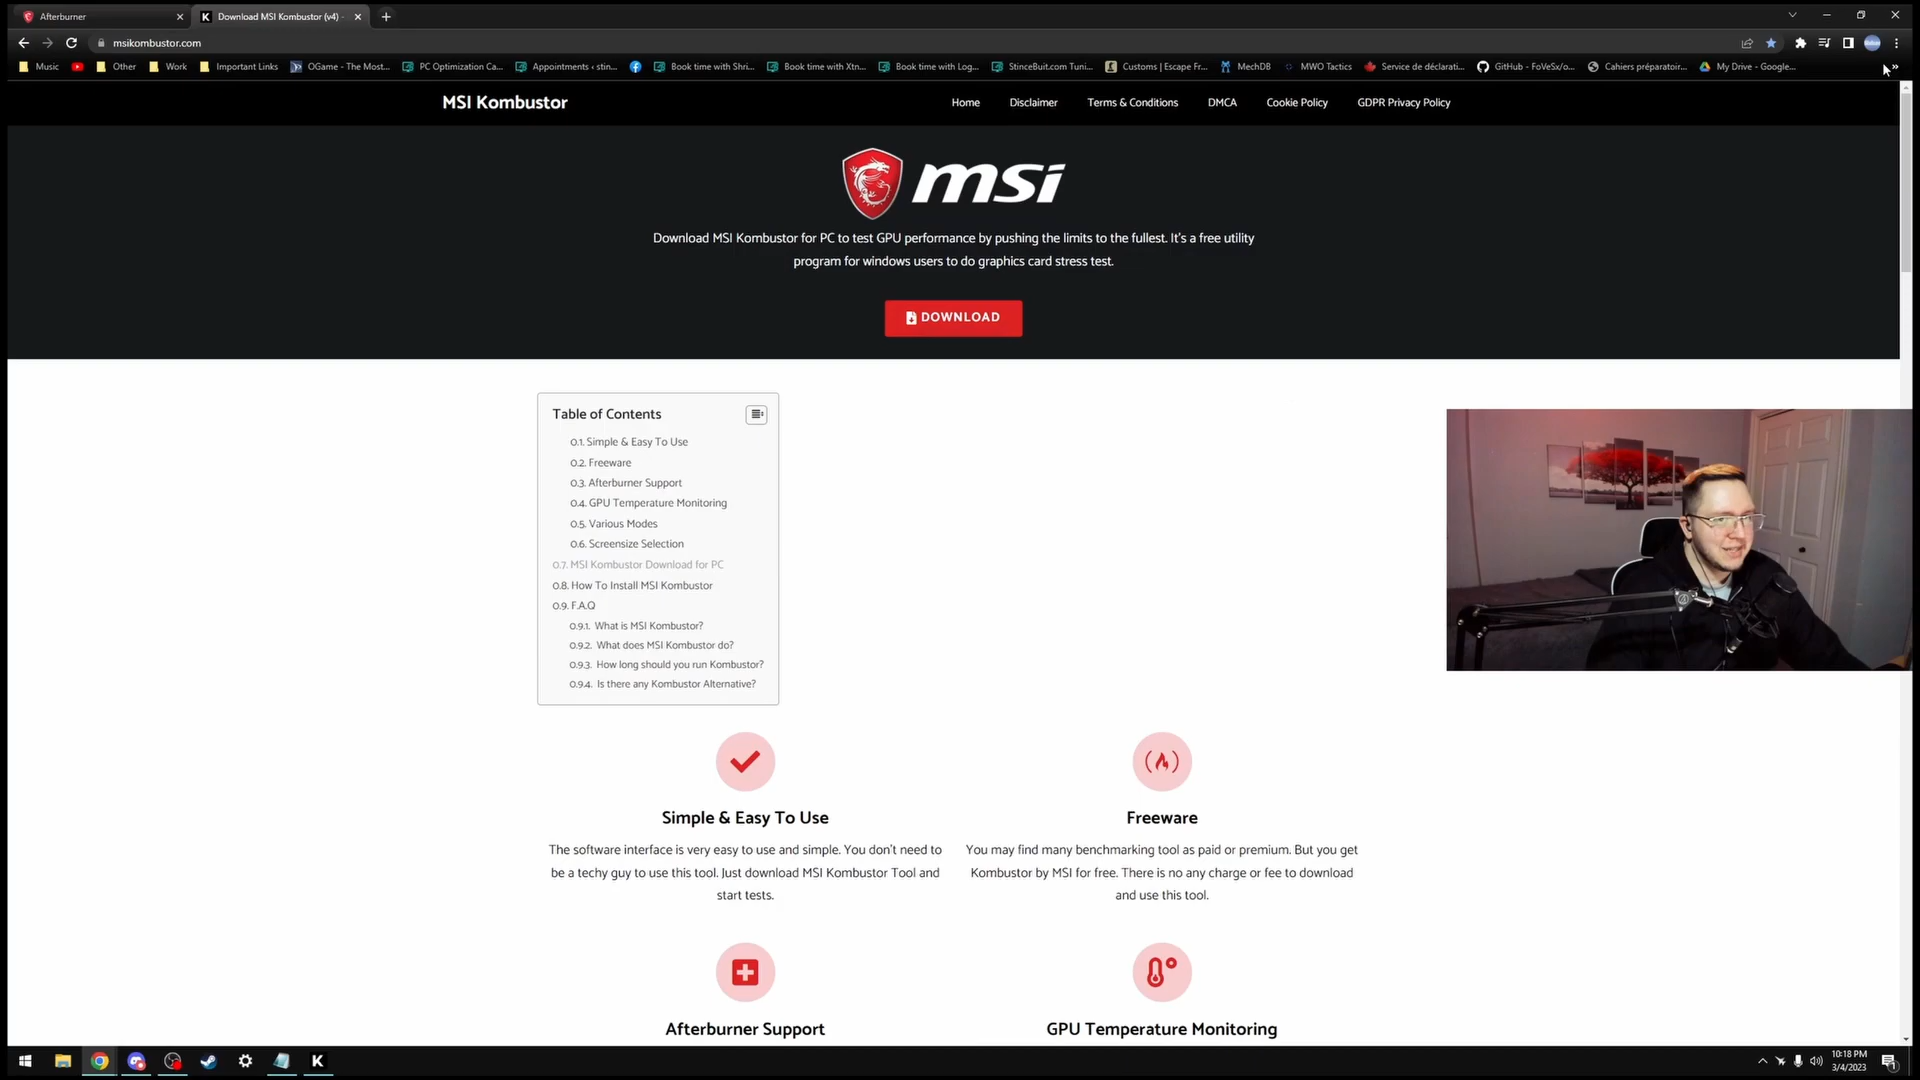 Afterburner
Download MSI Kombustor (v4) -
msikombustor.com
Music
Other
Work
Important Links
OGame - The Most...
PC Optimization Ca...
Appointments ‹ stin...
Book time with Shri...
Book time with Xtn...
Book time with Log...
StinceBuit.com Tuni...
Customs | Escape Fr...
MechDB
MWO Tactics
Service de déclarati...
GitHub - FoVeSx/o...
Cahiers préparatoir...
My Drive - Google...
MSI Kombustor
Home
Disclaimer
Terms & Conditions
DMCA
Cookie Policy
GDPR Privacy Policy
msi
Download MSI Kombustor for PC to test GPU performance by pushing the limits to the fullest. It's a free utility
program for windows users to do graphics card stress test.
DOWNLOAD
Table of Contents
0.1. Simple & Easy To Use
0.2. Freeware
0.3. Afterburner Support
0.4. GPU Temperature Monitoring
0.5. Various Modes
0.6. Screensize Selection
0.7. MSI Kombustor Download for PC
0.8. How To Install MSI Kombustor
0.9. F.A.Q
0.9.1. What is MSI Kombustor?
0.9.2. What does MSI Kombustor do?
0.9.3. How long should you run Kombustor?
0.9.4. Is there any Kombustor Alternative?
Simple & Easy To Use
The software interface is very easy to use and simple. You don't need to
be a techy guy to use this tool. Just download MSI Kombustor Tool and
start tests.
Freeware
You may find many benchmarking tool as paid or premium. But you get
Kombustor by MSI for free. There is no any charge or fee to download
and use this tool.
Afterburner Support
GPU Temperature Monitoring
K
10:18 PM
3/4/2023